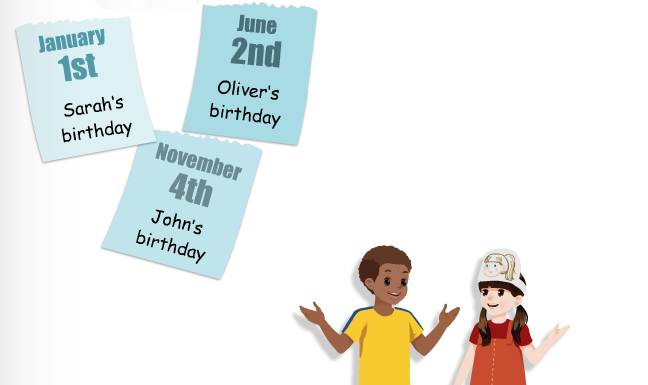 January
1st
Sarah's
birthday
June
2nd
Oliver's
birthday
November
4th
John's
birthday